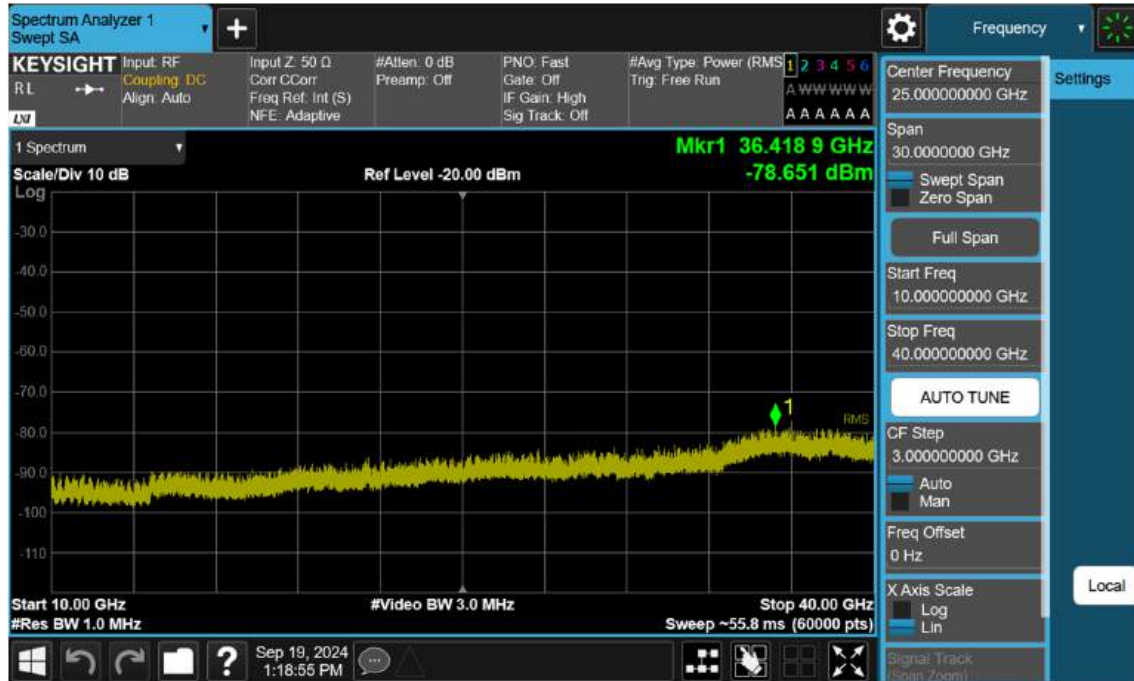 Spectrum Analyzer 1
Swept SA
+
Frequency
KEYSIGHT
RL
LXI
Input: RF
Coupling: DC
Align: Auto
Input Z: 50 Ω
Corr CCorr
Freq Ref: Int (S)
NFE: Adaptive
#Atten: 0 dB
Preamp: Off
PNO: Fast
Gate: Off
IF Gain: High
Sig Track: Off
#Avg Type: Power (RMS
Trig: Free Run
1 2 3 4 5 6
A W W W W W
A A A A A A
1 Spectrum
Scale/Div 10 dB
Ref Level -20.00 dBm
Mkr1 36.418 9 GHz
-78.651 dBm
Log
-30.0
-40.0
-50.0
-60.0
-70.0
-80.0
-90.0
-100
-110
1
RMS
Start 10.00 GHz
#Res BW 1.0 MHz
#Video BW 3.0 MHz
Stop 40.00 GHz
Sweep ~55.8 ms (60000 pts)
Center Frequency
25.000000000 GHz
Span
30.0000000 GHz
Swept Span
Zero Span
Full Span
Start Freq
10.000000000 GHz
Stop Freq
40.000000000 GHz
AUTO TUNE
CF Step
3.000000000 GHz
Auto
Man
Freq Offset
0 Hz
X Axis Scale
Log
Lin
Signal Track
(Span Zoom)
Settings
Local
?
Sep 19, 2024
1:18:55 PM